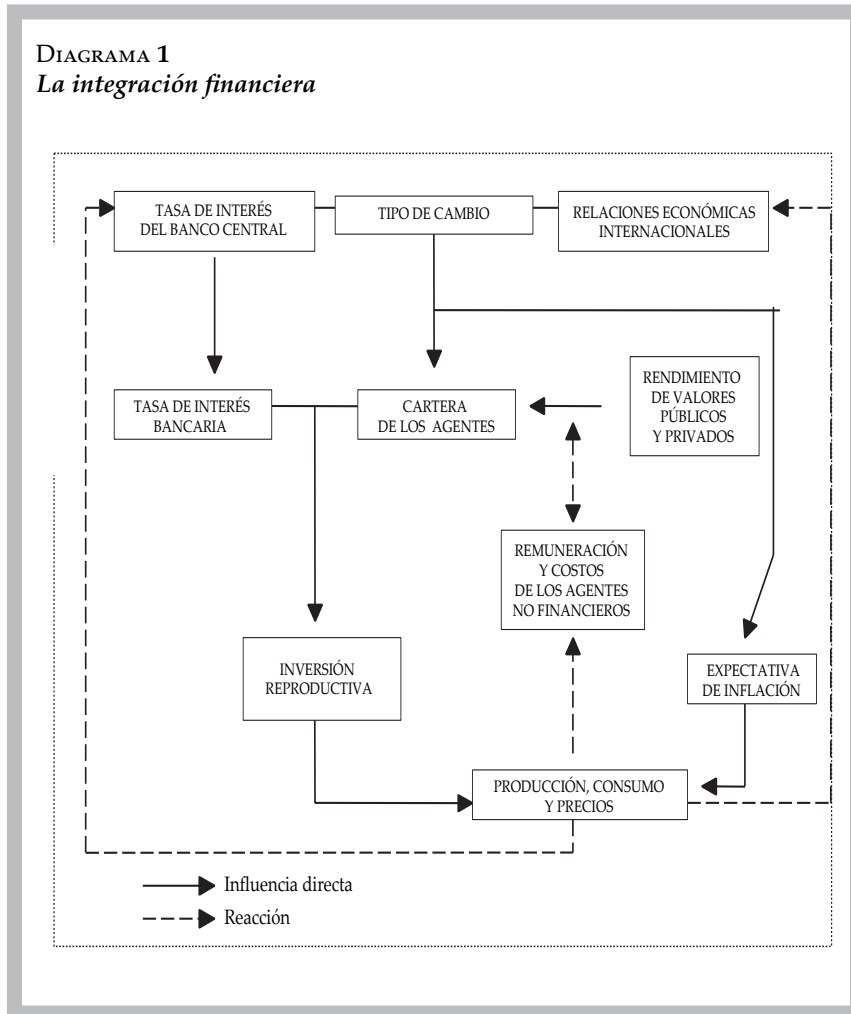 DIAGRAMA 1
La integración financiera
TASA DE INTERÉS
DEL BANCO CENTRAL
TIPO DE CAMBIO
RELACIONES ECONÓMICAS
INTERNACIONALES
TASA DE INTERÉS
BANCARIA
CARTERA
DE LOS AGENTES
RENDIMIENTO
DE VALORES
PÚBLICOS
Y PRIVADOS
REMUNERACIÓN
Y COSTOS
DE LOS AGENTES
NO FINANCIEROS
INVERSIÓN
REPRODUCTIVA
EXPECTATIVA
DE INFLACIÓN
PRODUCCIÓN, CONSUMO
Y PRECIOS
Influencia directa
Reacción